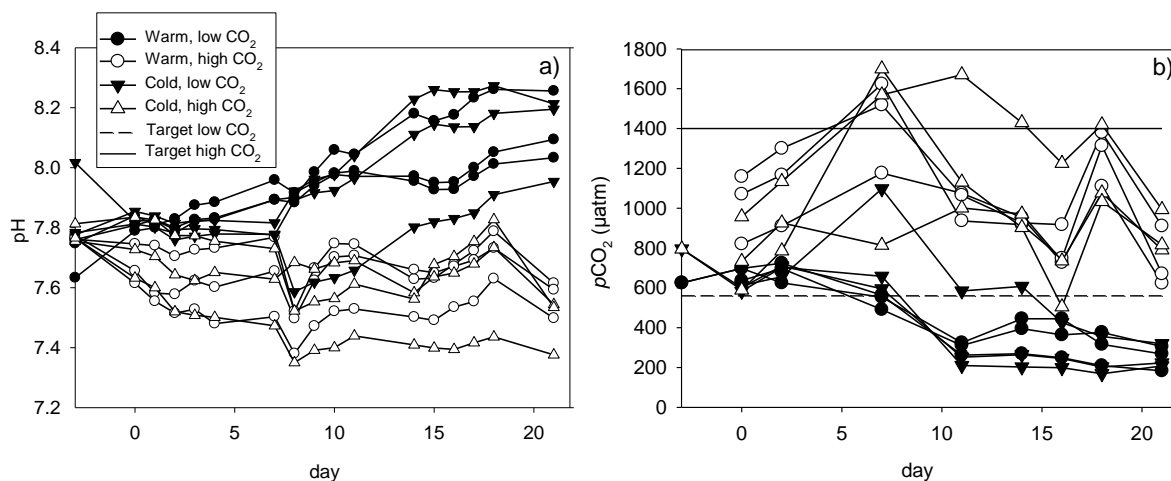 Warm, low CO₂
Warm, high CO₂
Cold, low CO₂
Cold, high CO₂
Target low CO₂
Target high CO₂
a)
8.4
8.2
8.0
7.8
7.6
7.4
7.2
pH
0 5 10 15 20
day
b)
1800
1600
1400
1200
1000
800
600
400
200
0
pCO₂ (µatm)
0 5 10 15 20
day